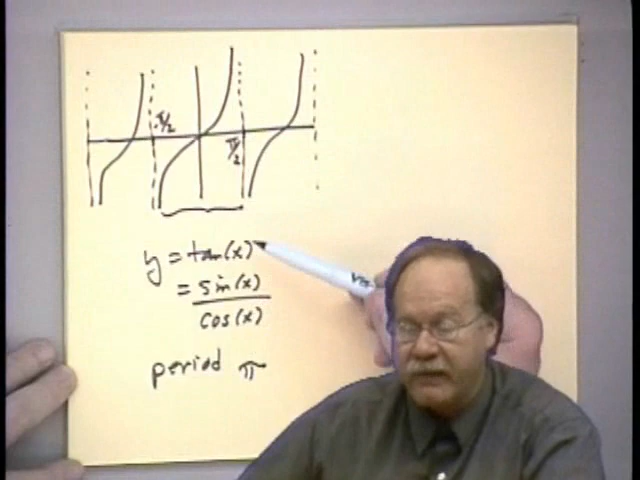 -π/2
π/2
y = tan(x)
= sin(x)
cos(x)
period π